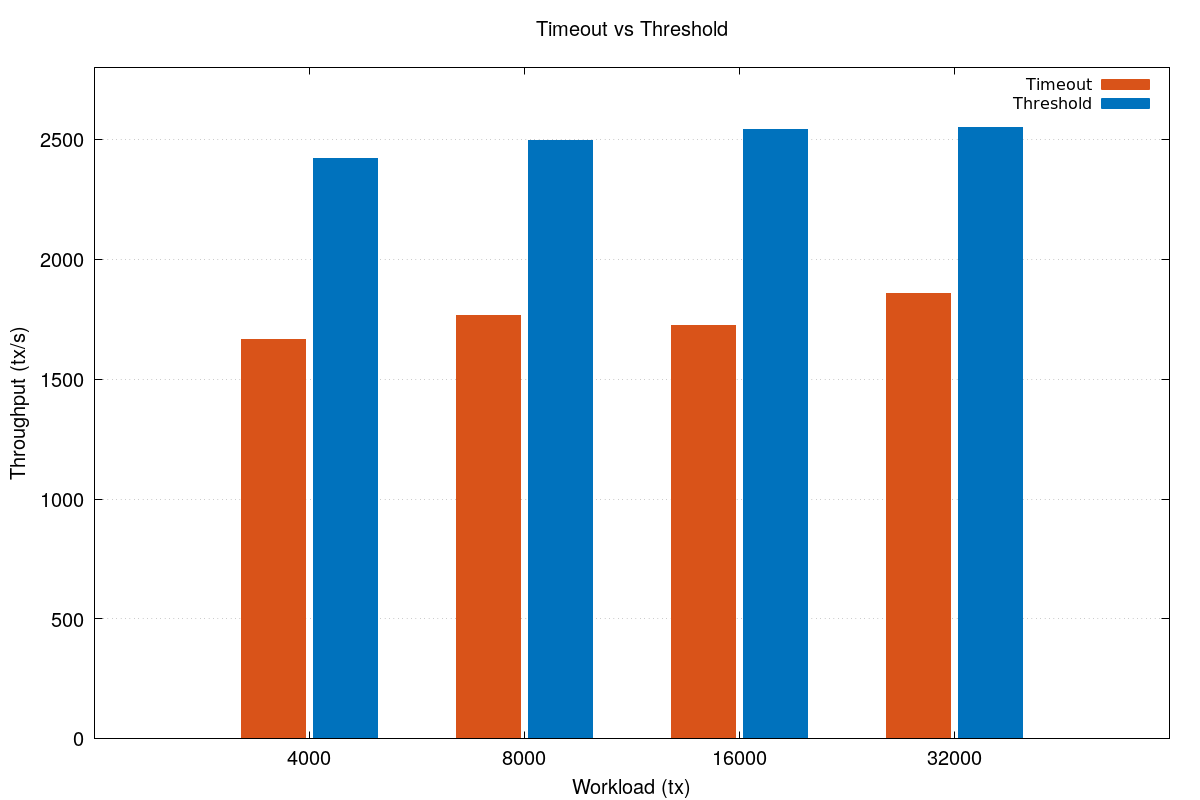 Timeout vs Threshold
Timeout
Threshold
2500
2000
1500
1000
500
0
Throughput (tx/s)
4000 8000 16000 32000
Workload (tx)